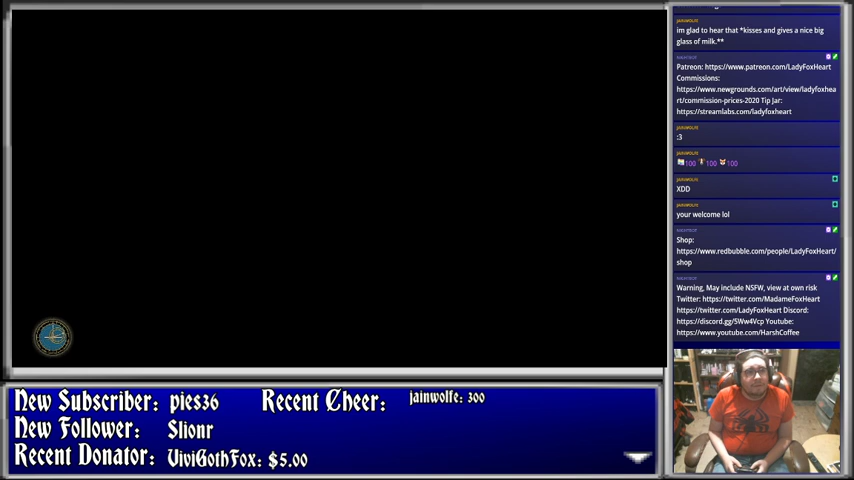 jainwolfe
im glad to hear that *kisses and gives a nice big
glass of milk.**
Patreon: https://www.patreon.com/LadyFoxHeart
Commissions:
https://www.newgrounds.com/art/view/ladyfoxhea
rt/commission-prices-2020 Tip Jar:
https://streamlabs.com/ladyfoxheart
jainwolfe
:3
jainwolfe
100 100 100
jainwolfe
XDD
jainwolfe
your welcome lol
Shop:
https://www.redbubble.com/people/LadyFoxHeart/
shop
Warning, May include NSFW, view at own risk
Twitter: https://twitter.com/MadameFoxHeart
https://twitter.com/LadyFoxHeart Discord:
https://discord.gg/5Ww4Vcp Youtube:
https://www.youtube.com/HarshCoffee
New Subscriber: pies36
Recent Cheer: jainwolfe: 300
New Follower: Slionr
Recent Donator: ViviGothFox: $5.00